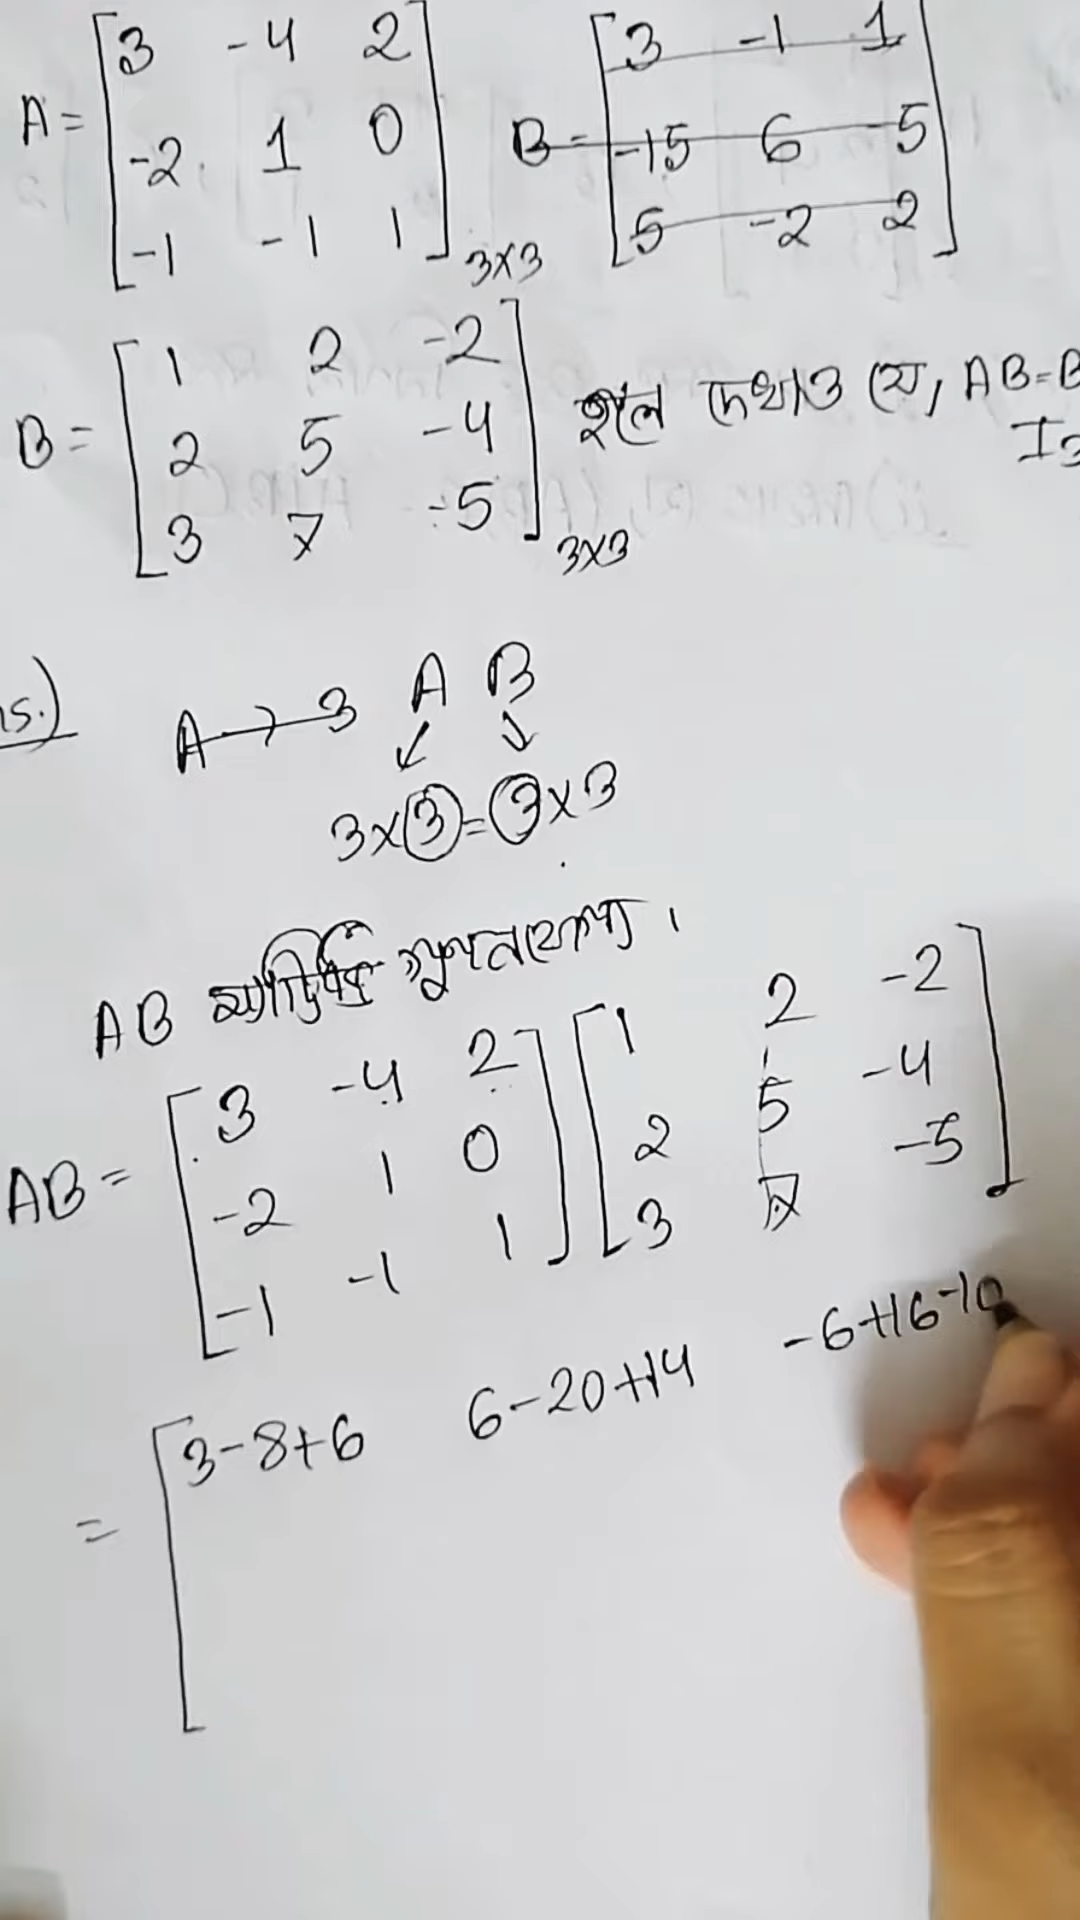 A = [3 -4 2
-2 1 0
-1 -1 1] 3×3
B = [3 -1 1
-15 6 -5
5 -2 2]
B = [1 2 -2
2 5 -4
3 7 -5] 3×3
হলে দেখাও যে, AB=B
I3
ns.)
A → 3 A B
3×3=3×3
AB ম্যাট্রিক্স গুণনযোগ্য।
AB = [3 -4 2
-2 1 0
-1 -1 1] [1 2 -2
2 5 -4
3 7 -5]
= [3-8+6 6-20+14 -6+16-10